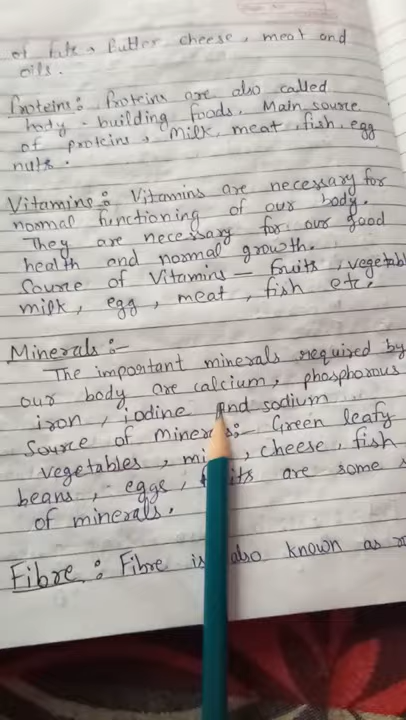 of fats. Butter cheese, meat and
oils.
Proteins: Proteins are also called
body-building foods. Main source
of proteins, milk, meat, fish, egg
nuts.
Vitamins: Vitamins are necessary for
normal functioning of our body.
They are necessary for our good
health and normal growth.
Source of Vitamins — fruits, vegetabl
milk, egg, meat, fish etc.
Minerals:-
The important minerals required by
our body are calcium, phosphorous
iron, iodine and sodium
Source of minerals:- Green leafy
vegetables, , cheese, fish
beans, eggs, are some
of minerals.
Fibre: Fibre is also known as